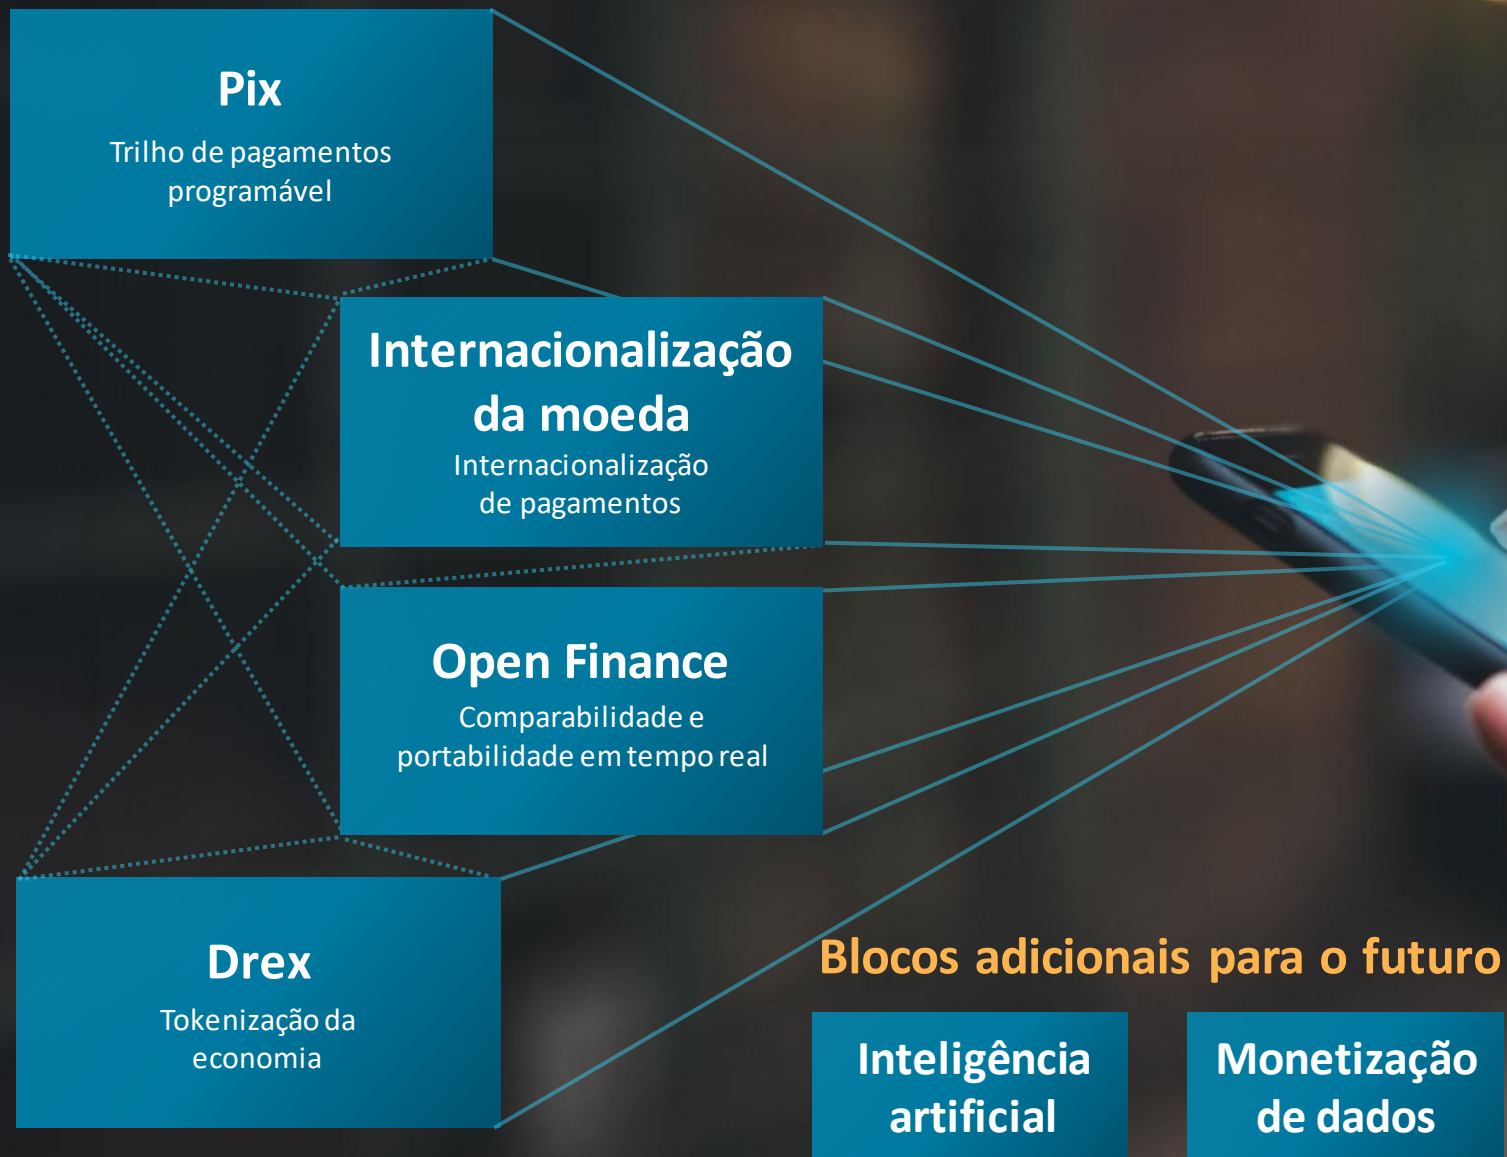 Pix
Trilho de pagamentos
programável
Internacionalização
da moeda
Internacionalização
de pagamentos
Open Finance
Comparabilidade e
portabilidade em tempo real
Drex
Tokenização da
economia
Blocos adicionais para o futuro
Inteligência
artificial
Monetização
de dados